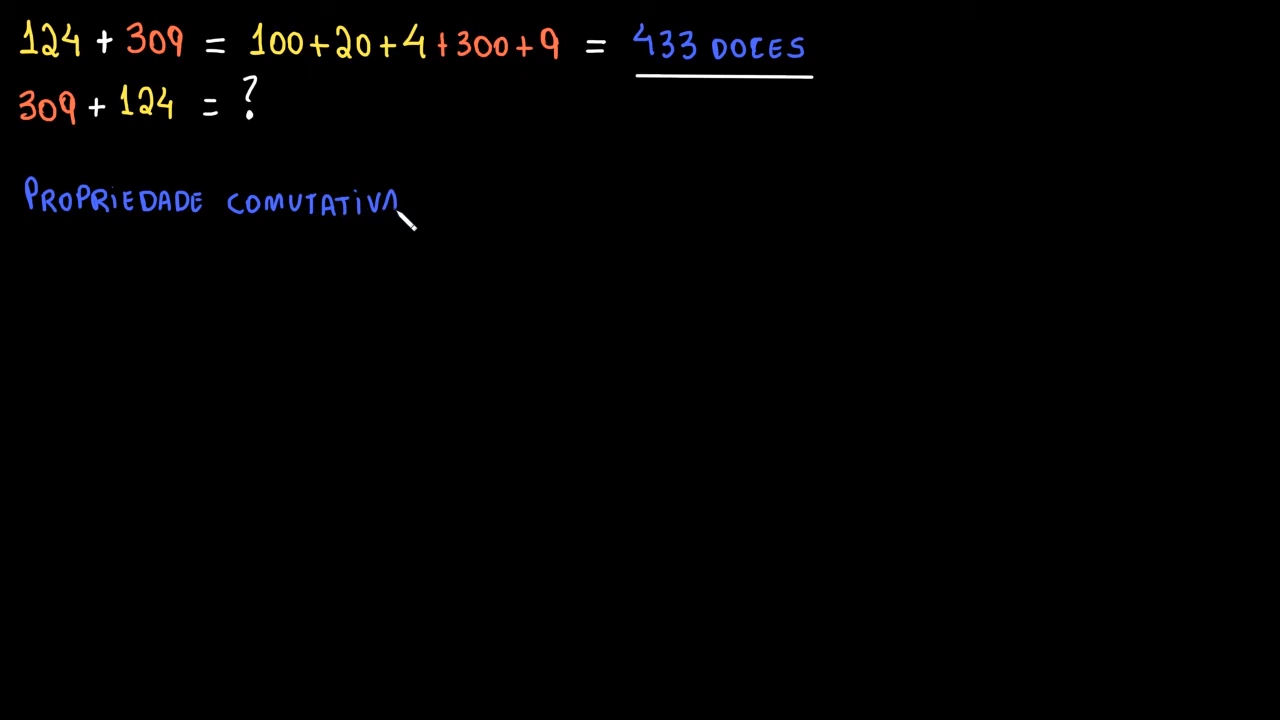 124 + 309 = 100+20+4+300+9 = 433 DOCES
309 + 124 = ?
PROPRIEDADE COMUTATIVA